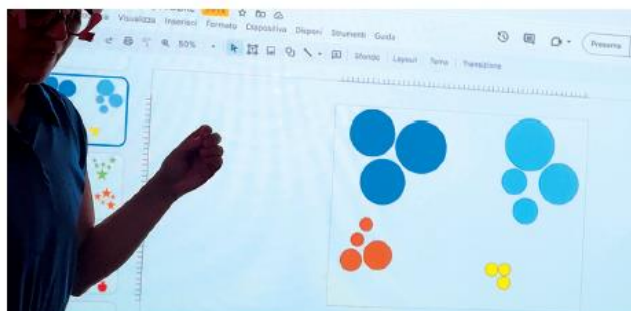 Visualizza Inserisci Formato Diapositiva Disponi Strumenti Guida
50% Sfondo Layout Tema Transizione
Presenta